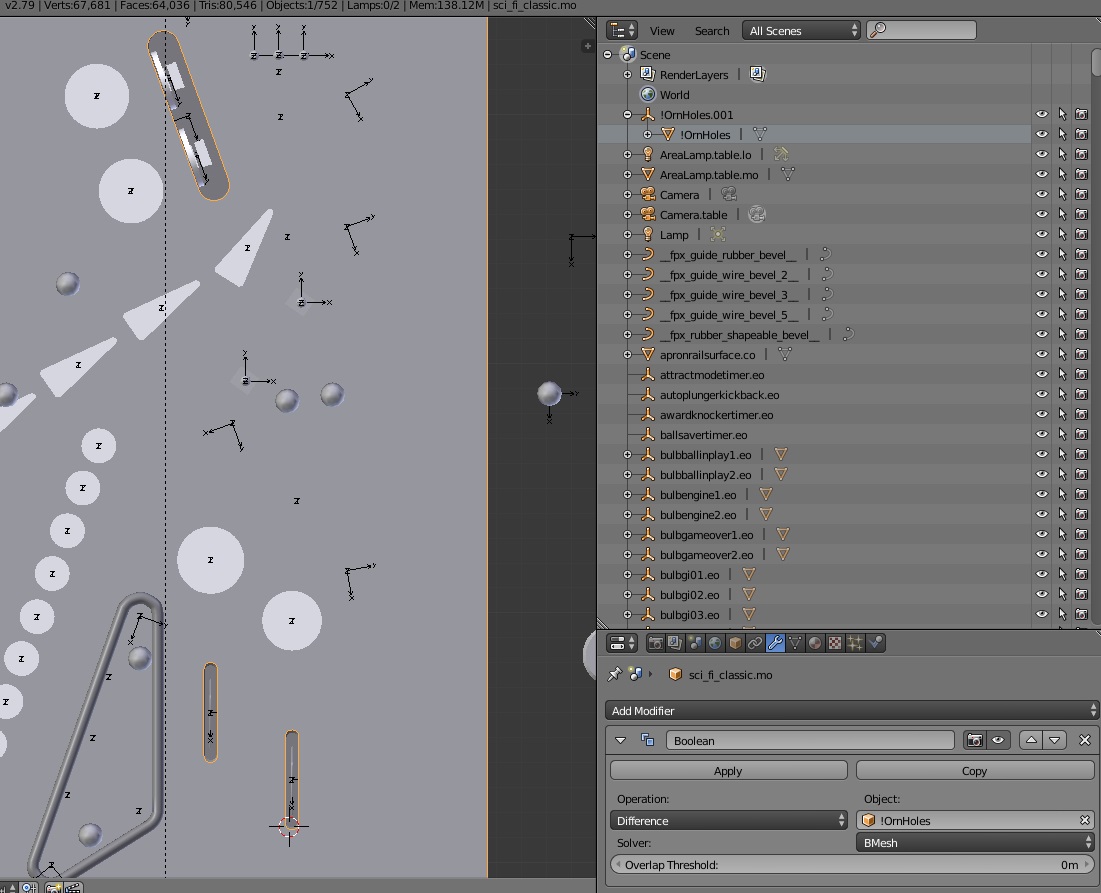 v2.79 | Verts:67,681 | Faces:64,036 | Tris:80,546 | Objects:1/752 | Lamps:0/2 | Mem:138.12M | sci_fi_classic.mo
View Search All Scenes
Scene
RenderLayers |
World
!OrnHoles.001
!OrnHoles |
AreaLamp.table.lo |
AreaLamp.table.mo |
Camera |
Camera.table |
Lamp |
__fpx_guide_rubber_bevel__ |
__fpx_guide_wire_bevel_2__ |
__fpx_guide_wire_bevel_3__ |
__fpx_guide_wire_bevel_5__ |
__fpx_rubber_shapeable_bevel__ |
apronrailsurface.co |
attractmodetimer.eo
autoplungerkickback.eo
awardknockertimer.eo
ballsavertimer.eo
bulbballinplay1.eo |
bulbballinplay2.eo |
bulbengine1.eo |
bulbengine2.eo |
bulbgameover1.eo |
bulbgameover2.eo |
bulbgi01.eo |
bulbgi02.eo |
bulbgi03.eo |
sci_fi_classic.mo
Add Modifier
Boolean
Apply Copy
Operation: Object:
Difference !OrnHoles
Solver: BMesh
Overlap Threshold: 0m